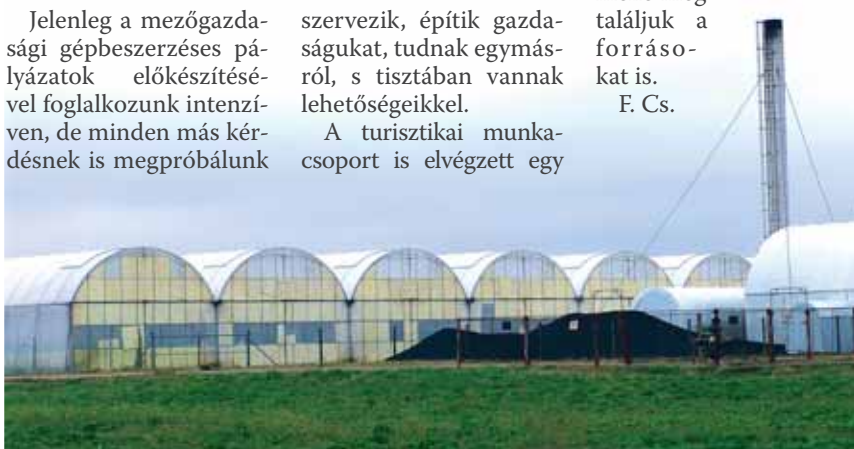 Jelenleg a mezőgazda-
sági gépbeszerzéses pá-
lyázatok előkészítésé-
vel foglalkozunk intenzí-
ven, de minden más kér-
désnek is megpróbálunk
szervezik, építik gazda-
ságukat, tudnak egymás-
ról, s tisztában vannak
lehetőségeikkel.
A turisztikai munka-
csoport is elvégzett egy
találjuk a
forráso-
kat is.
F. Cs.